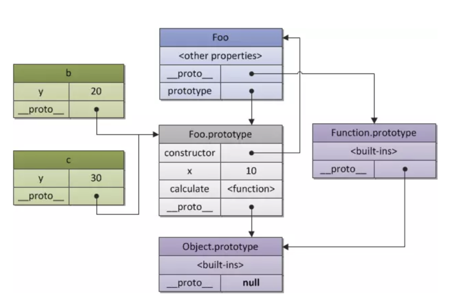 Foo
<other properties>
__proto__
prototype
b
y 20
__proto__
c
y 30
__proto__
Foo.prototype
constructor
x 10
calculate <function>
__proto__
Function.prototype
<built-ins>
__proto__
Object.prototype
<built-ins>
__proto__ null